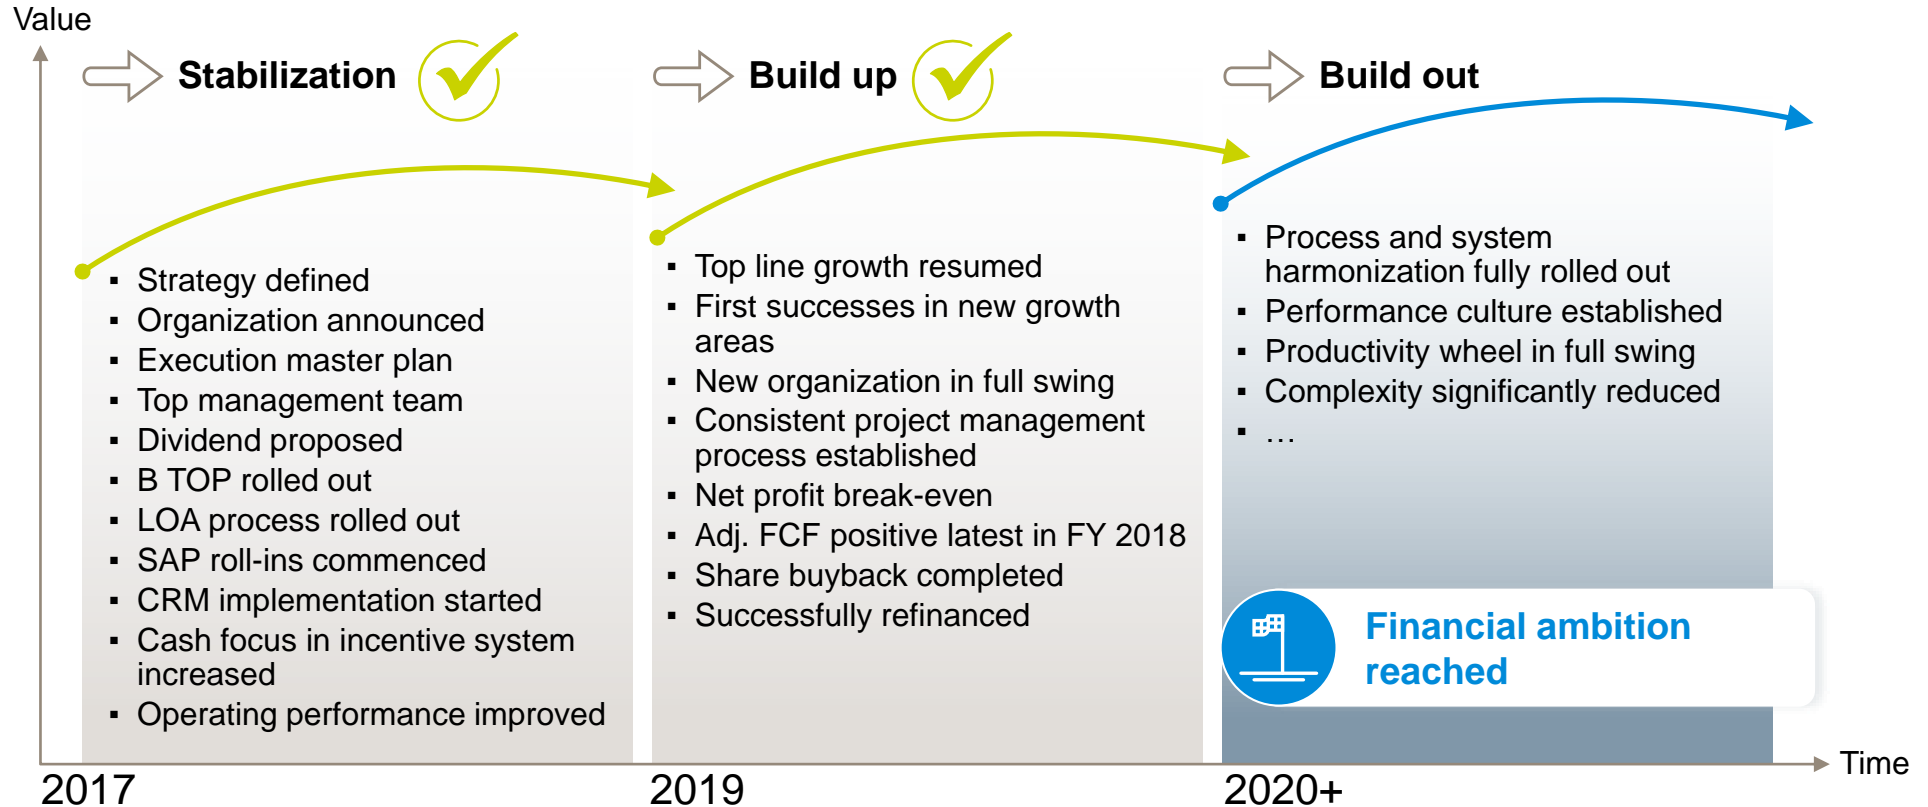 Value
Stabilization
▪ Strategy defined
▪ Organization announced
▪ Execution master plan
▪ Top management team
▪ Dividend proposed
▪ B TOP rolled out
▪ LOA process rolled out
▪ SAP roll-ins commenced
▪ CRM implementation started
▪ Cash focus in incentive system
increased
▪ Operating performance improved
2017
Build up
▪ Top line growth resumed
▪ First successes in new growth
areas
▪ New organization in full swing
▪ Consistent project management
process established
▪ Net profit break-even
▪ Adj. FCF positive latest in FY 2018
▪ Share buyback completed
▪ Successfully refinanced
2019
Build out
▪ Process and system
harmonization fully rolled out
▪ Performance culture established
▪ Productivity wheel in full swing
▪ Complexity significantly reduced
▪ …
Financial ambition
reached
2020+
Time